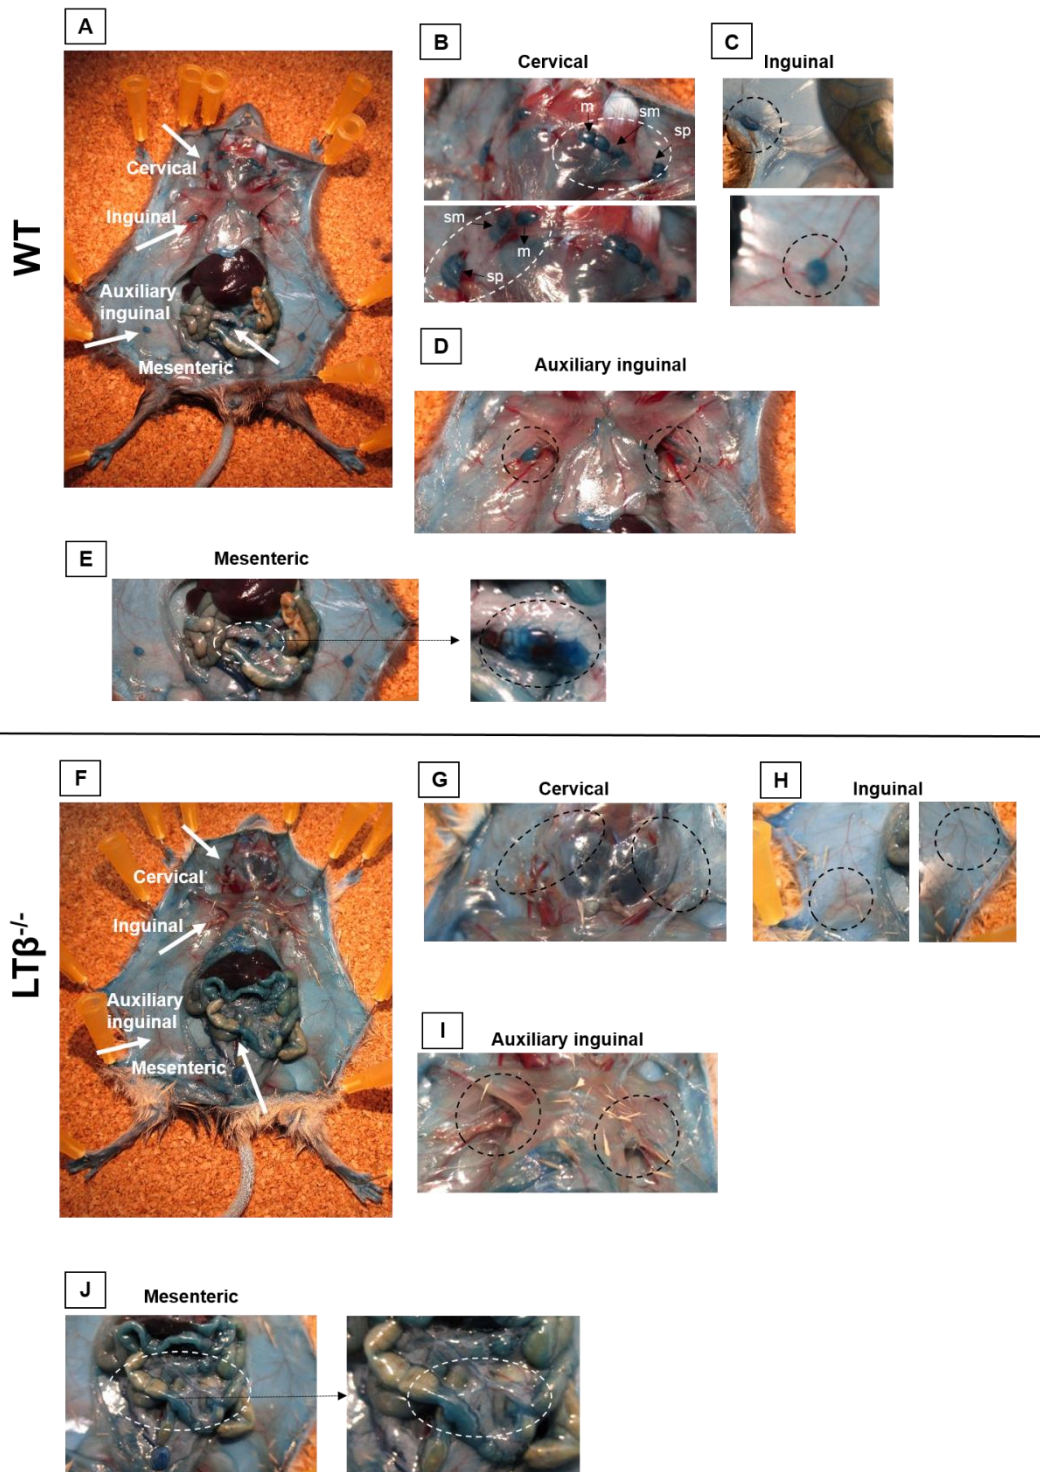 WT
A
Cervical
Inguinal
Auxiliary
inguinal
Mesenteric
B
Cervical
m
sm
sp
sm
m
sp
C
Inguinal
D
Auxiliary inguinal
E
Mesenteric
LTβ-/-
F
Cervical
Inguinal
Auxiliary
inguinal
Mesenteric
G
Cervical
H
Inguinal
I
Auxiliary inguinal
J
Mesenteric